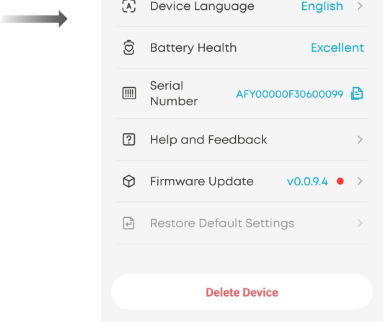 Device Language English
Battery Health Excellent
Serial
Number AFY00000F30600099
Help and Feedback
Firmware Update v0.0.9.4
Restore Default Settings
Delete Device